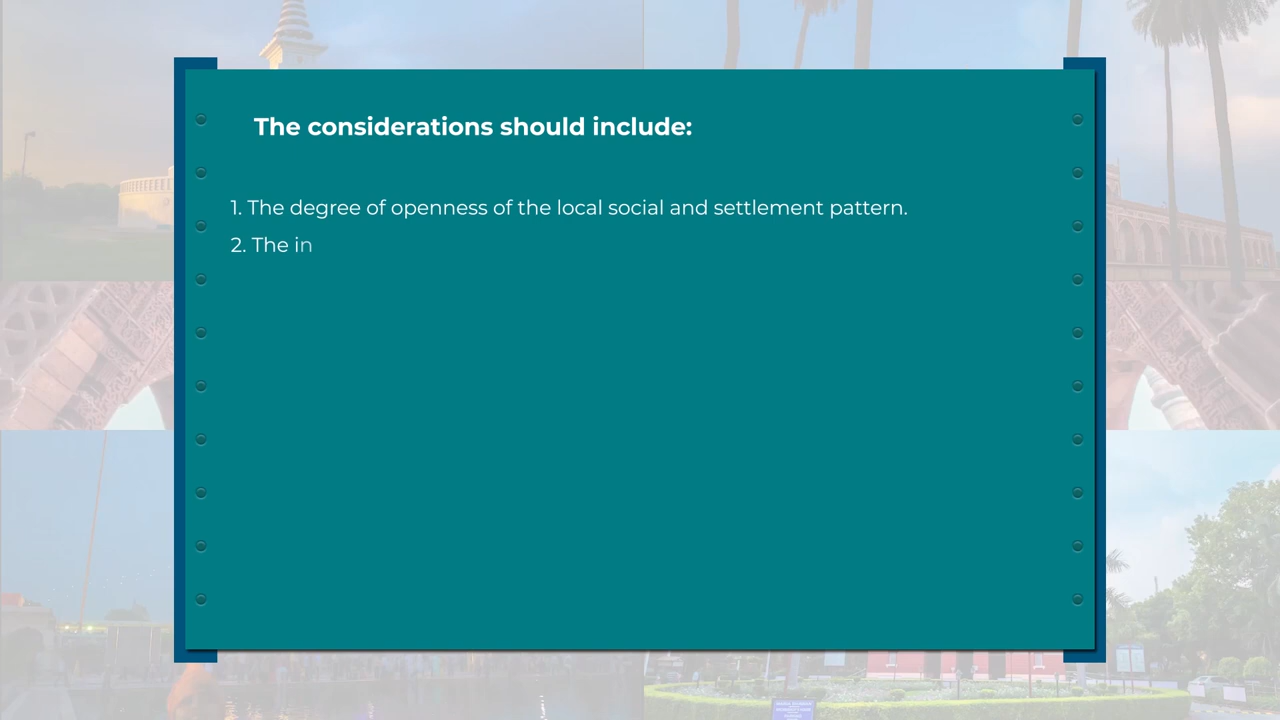 The considerations should include:
1. The degree of openness of the local social and settlement pattern.
2. The in